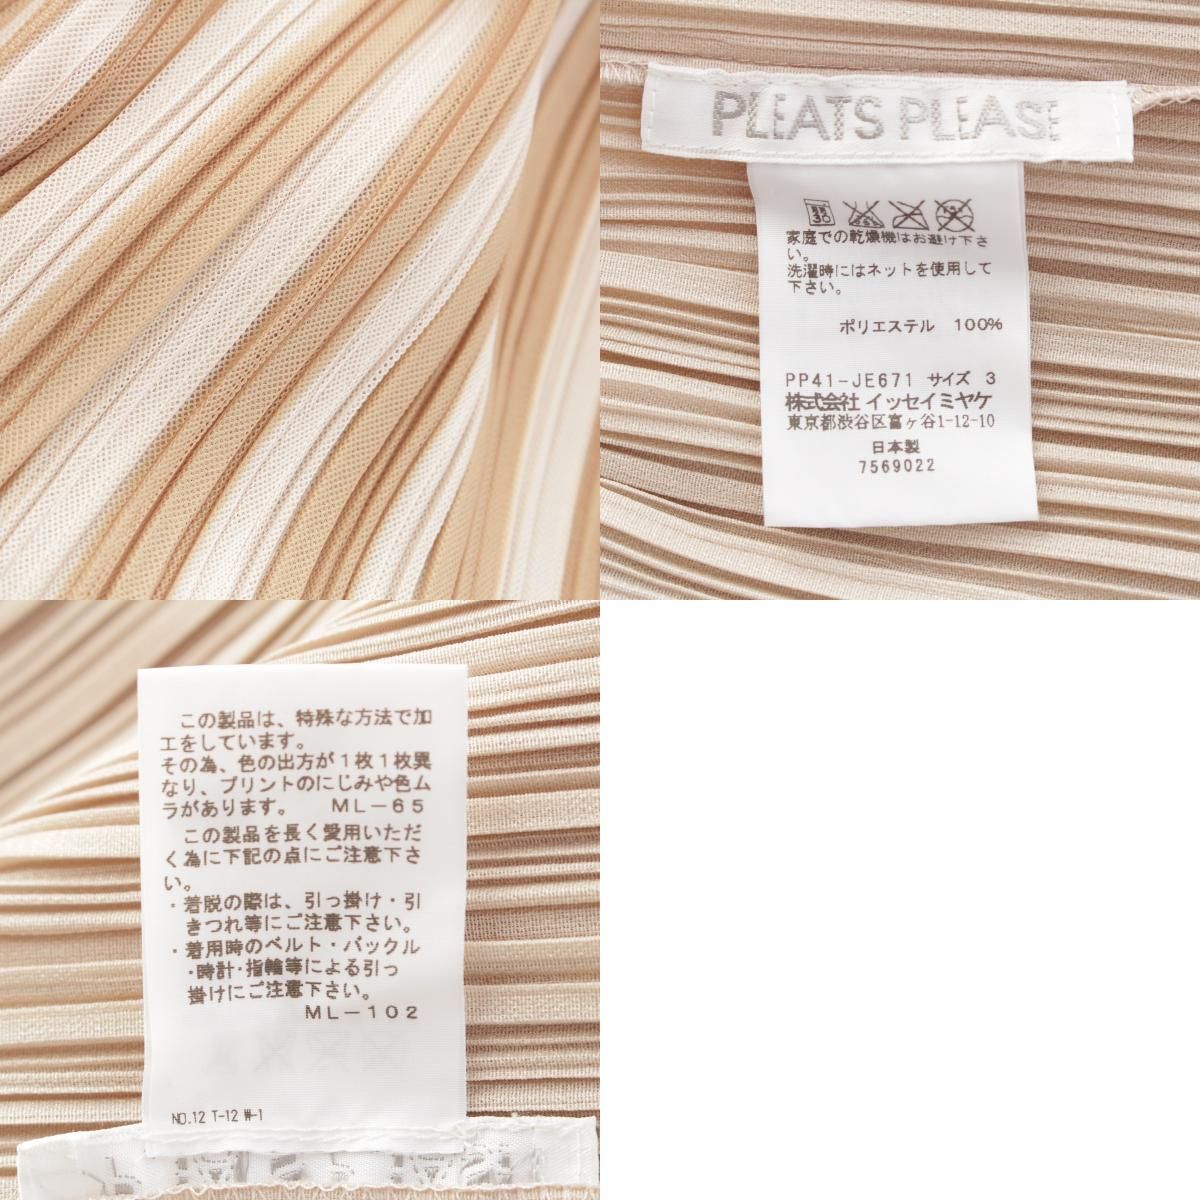 PLEATS PLEASE
家庭での乾燥機はお避け下さ
い。
洗濯時にはネットを使用して
下さい。
ポリエステル 100%
PP41-JE671 サイズ 3
株式会社 イッセイミヤケ
東京都渋谷区富ヶ谷1-12-10
日本製
7569022
この製品は、特殊な方法で加
工をしています。
その為、色の出方が1枚1枚異
なり、プリントのにじみや色ム
ラがあります。 ML-65
この製品を長く愛用いただ
く為に下記の点にご注意下さ
い。
・着脱の際は、引っ掛け・引
きつれ等にご注意下さい。
・着用時のベルト・バックル
・時計・指輪等による引っ
掛けにご注意下さい。
ML-102
NO.12 T-12 W-1